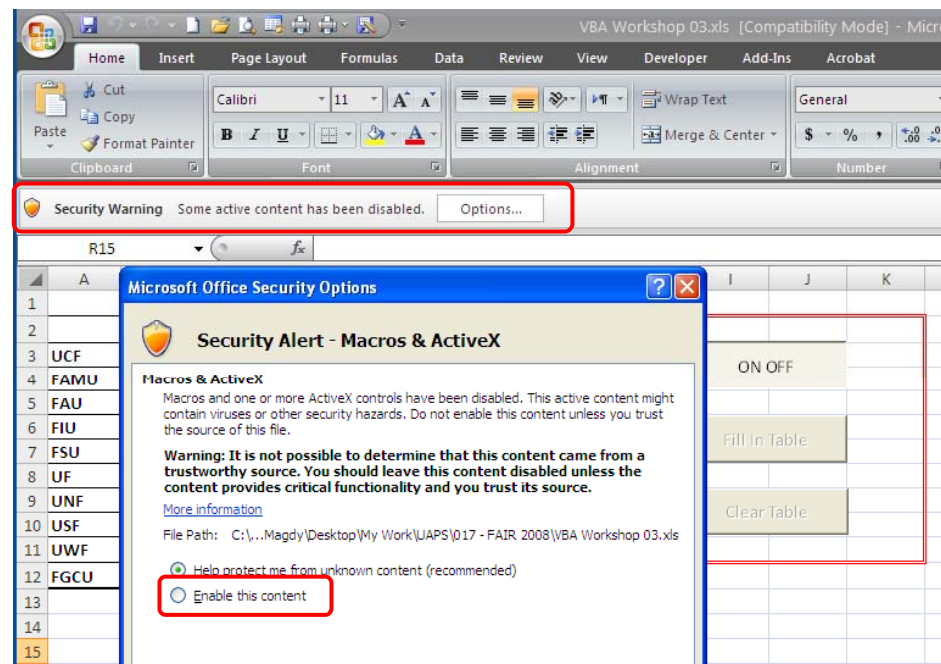 VBA Workshop 03.xls [Compatibility Mode] - Micr
Home Insert Page Layout Formulas Data Review View Developer Add-Ins Acrobat
Cut
Copy
Format Painter
Paste
Calibri 11 A A
B I U A
Wrap Text
Merge & Center
General
$ % , .0 .00 .0
Clipboard Font Alignment Number
Security Warning Some active content has been disabled. Options...
R15 fx
A I J K
Microsoft Office Security Options ?
Security Alert - Macros & ActiveX
Macros & ActiveX
Macros and one or more ActiveX controls have been disabled. This active content might
contain viruses or other security hazards. Do not enable this content unless you trust
the source of this file.
Warning: It is not possible to determine that this content came from a
trustworthy source. You should leave this content disabled unless the
content provides critical functionality and you trust its source.
More information
File Path: C:\...Magdy\Desktop\My Work\UAPS\017 - FAIR 2008\VBA Workshop 03.xls
Help protect me from unknown content (recommended)
Enable this content
1
2
3 UCF
4 FAMU
5 FAU
6 FIU
7 FSU
8 UF
9 UNF
10 USF
11 UWF
12 FGCU
13
14
15
ON OFF
Fill In Table
Clear Table